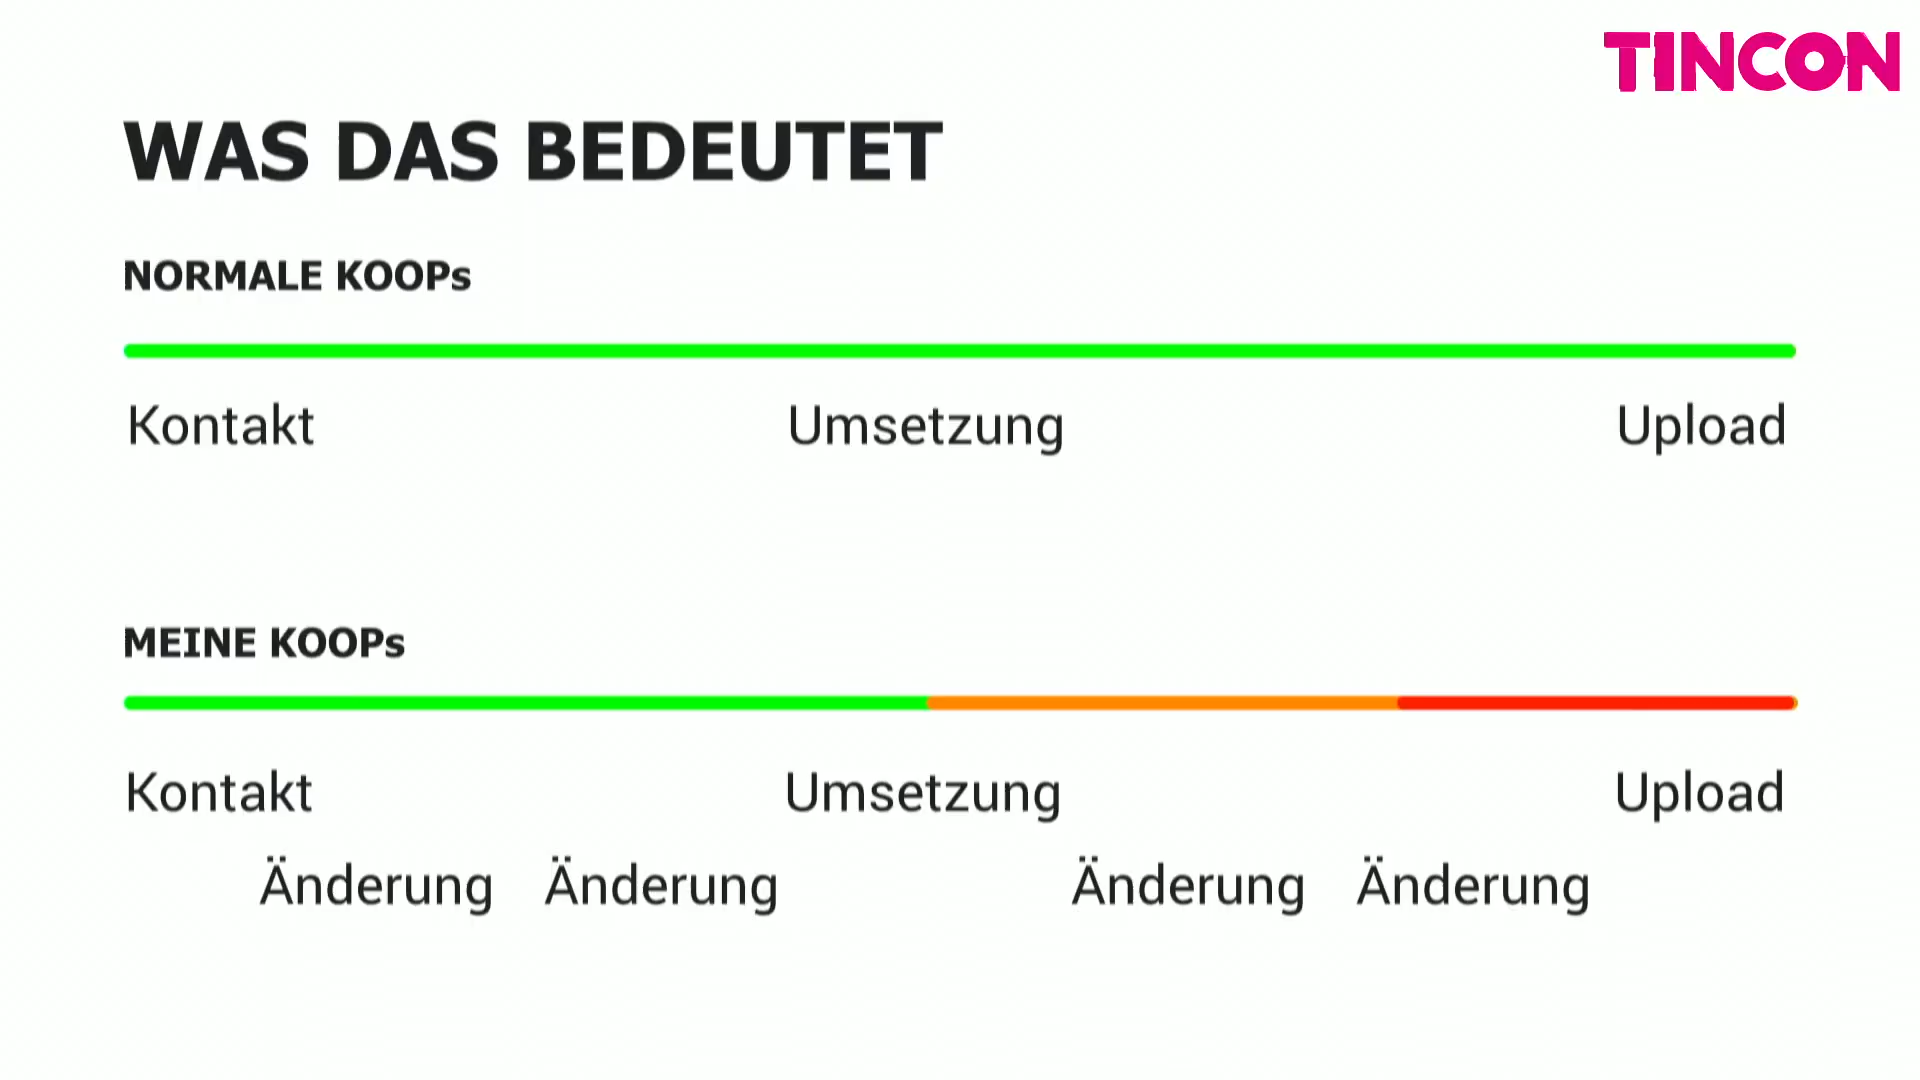 TINCON
WAS DAS BEDEUTET
NORMALE KOOPs
Kontakt Umsetzung Upload
MEINE KOOPs
Kontakt Umsetzung Upload
Änderung Änderung Änderung Änderung